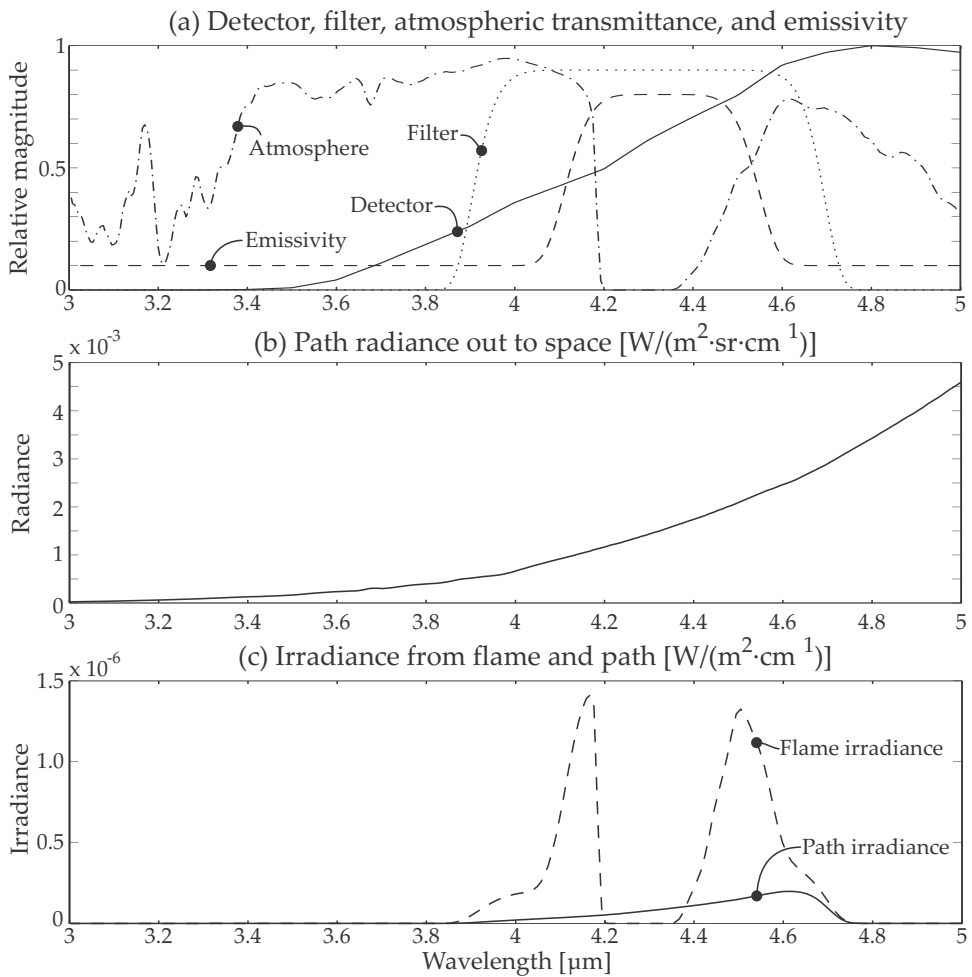 (a) Detector, filter, atmospheric transmittance, and emissivity
Relative magnitude
1
0.5
0
Atmosphere
Filter
Detector
Emissivity
3 3.2 3.4 3.6 3.8 4 4.2 4.4 4.6 4.8 5
(b) Path radiance out to space [W/(m²·sr·cm ¹)]
x 10⁻³
Radiance
5
4
3
2
1
0
3 3.2 3.4 3.6 3.8 4 4.2 4.4 4.6 4.8 5
(c) Irradiance from flame and path [W/(m²·cm ¹)]
x 10⁻⁶
Irradiance
1.5
1.0
0.5
0
Flame irradiance
Path irradiance
3 3.2 3.4 3.6 3.8 4 4.2 4.4 4.6 4.8 5
Wavelength [µm]